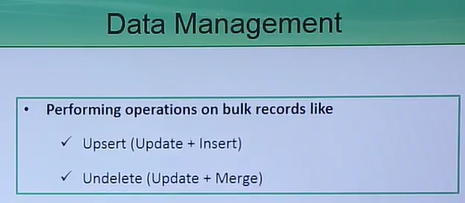 Data Management
• Performing operations on bulk records like
✓ Upsert (Update + Insert)
✓ Undelete (Update + Merge)